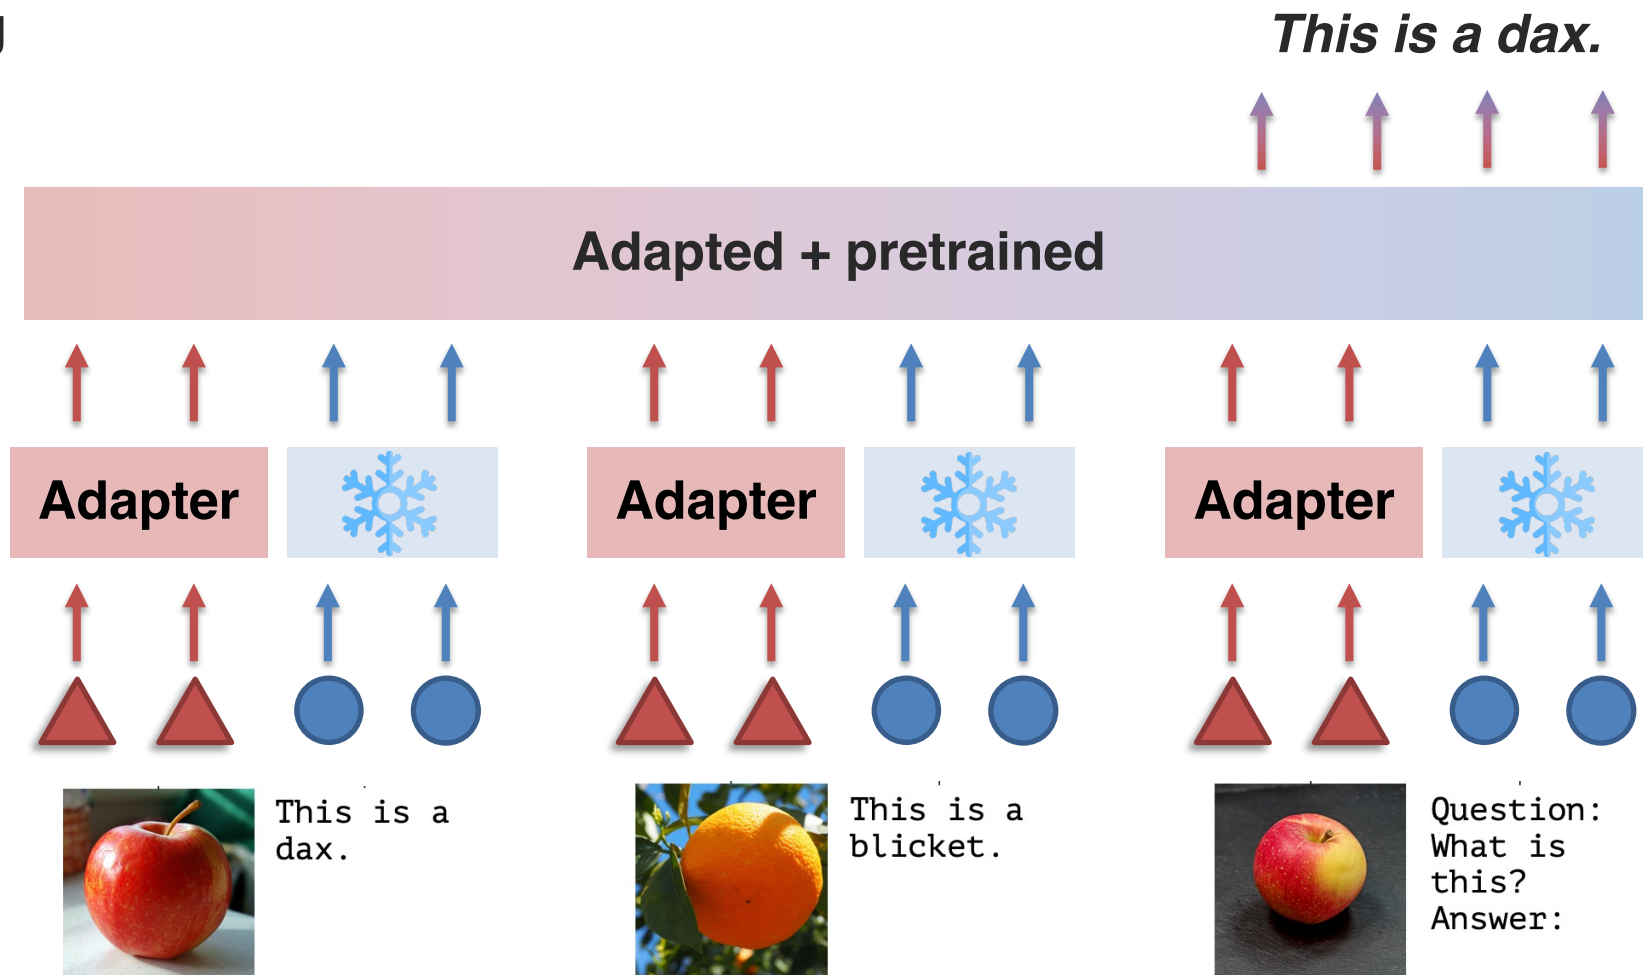 This is a dax.
Adapted + pretrained
Adapter
Adapter
Adapter
This is a
dax.
This is a
blicket.
Question:
What is
this?
Answer: